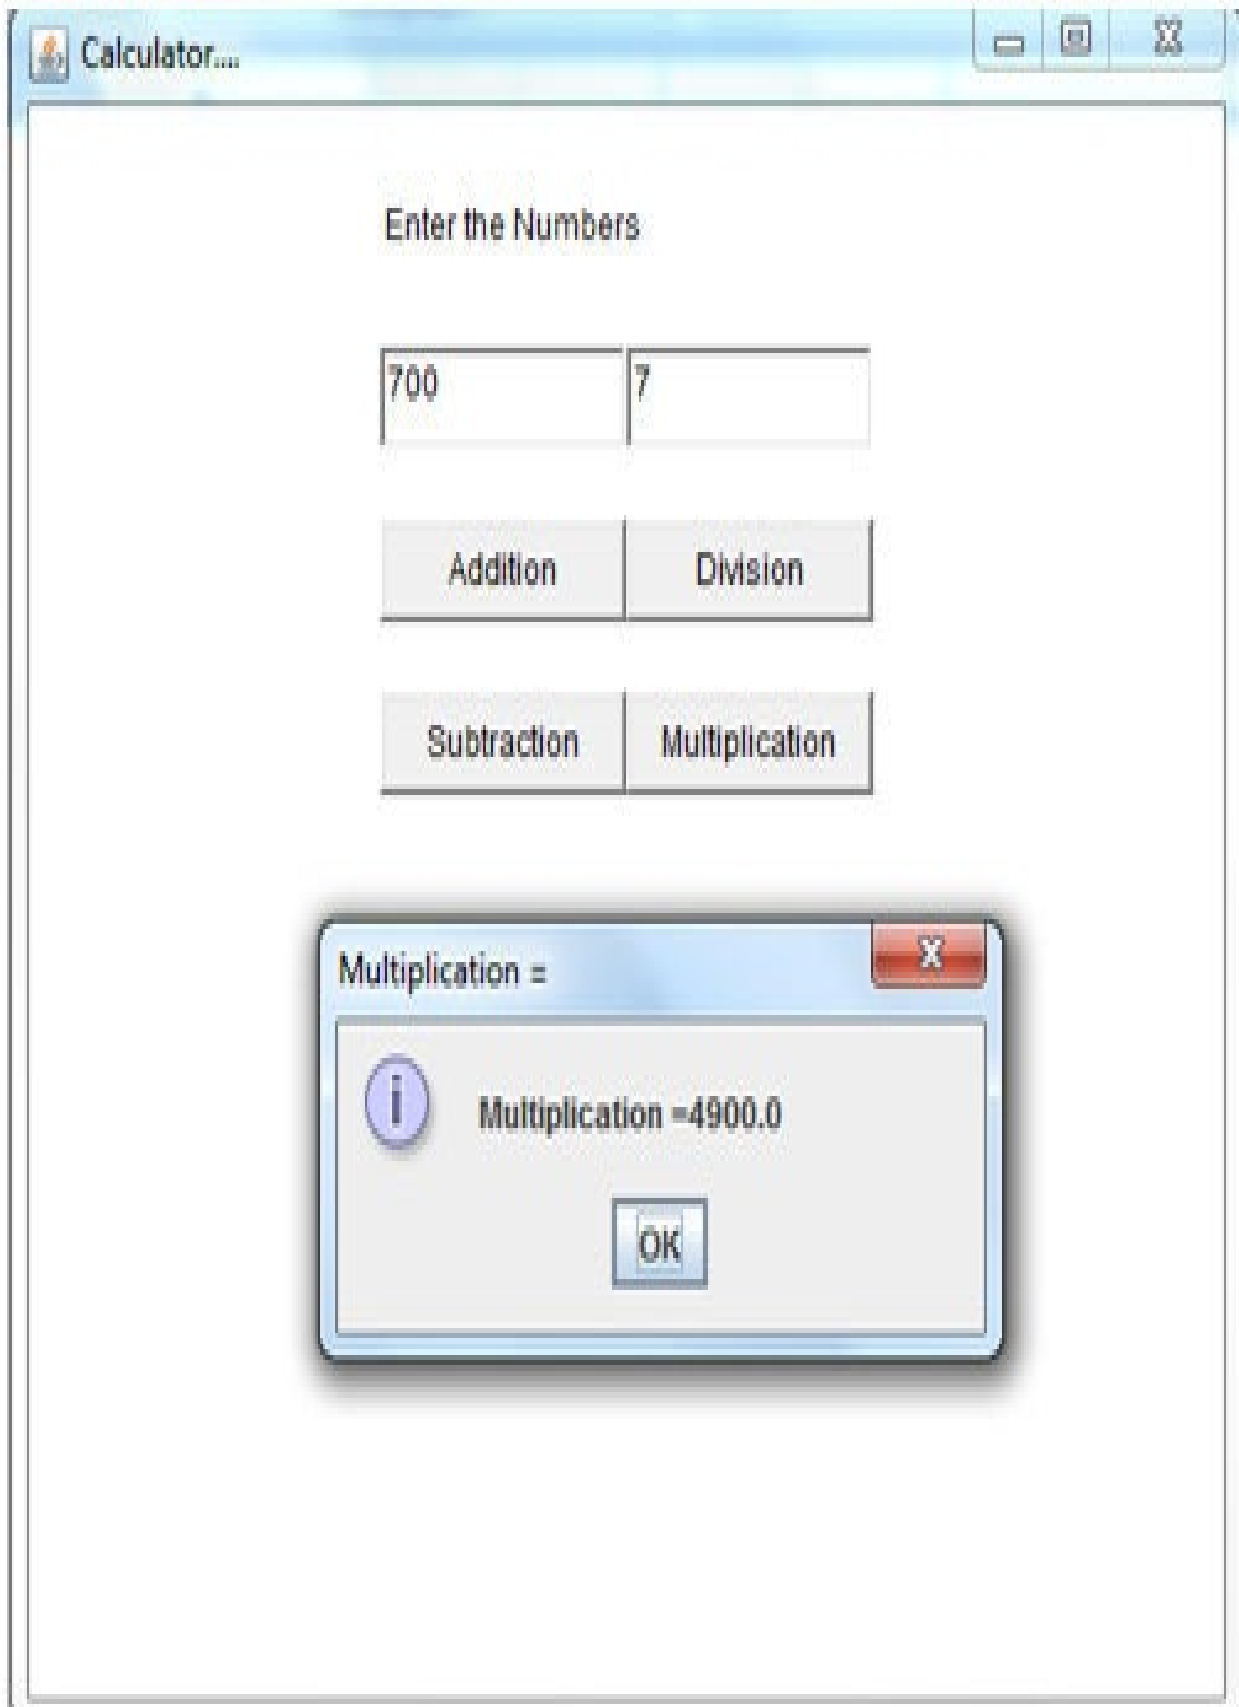 Calculator....
Enter the Numbers
700 7
Addition Division
Subtraction Multiplication
Multiplication =
X
i
Multiplication =4900.0
OK